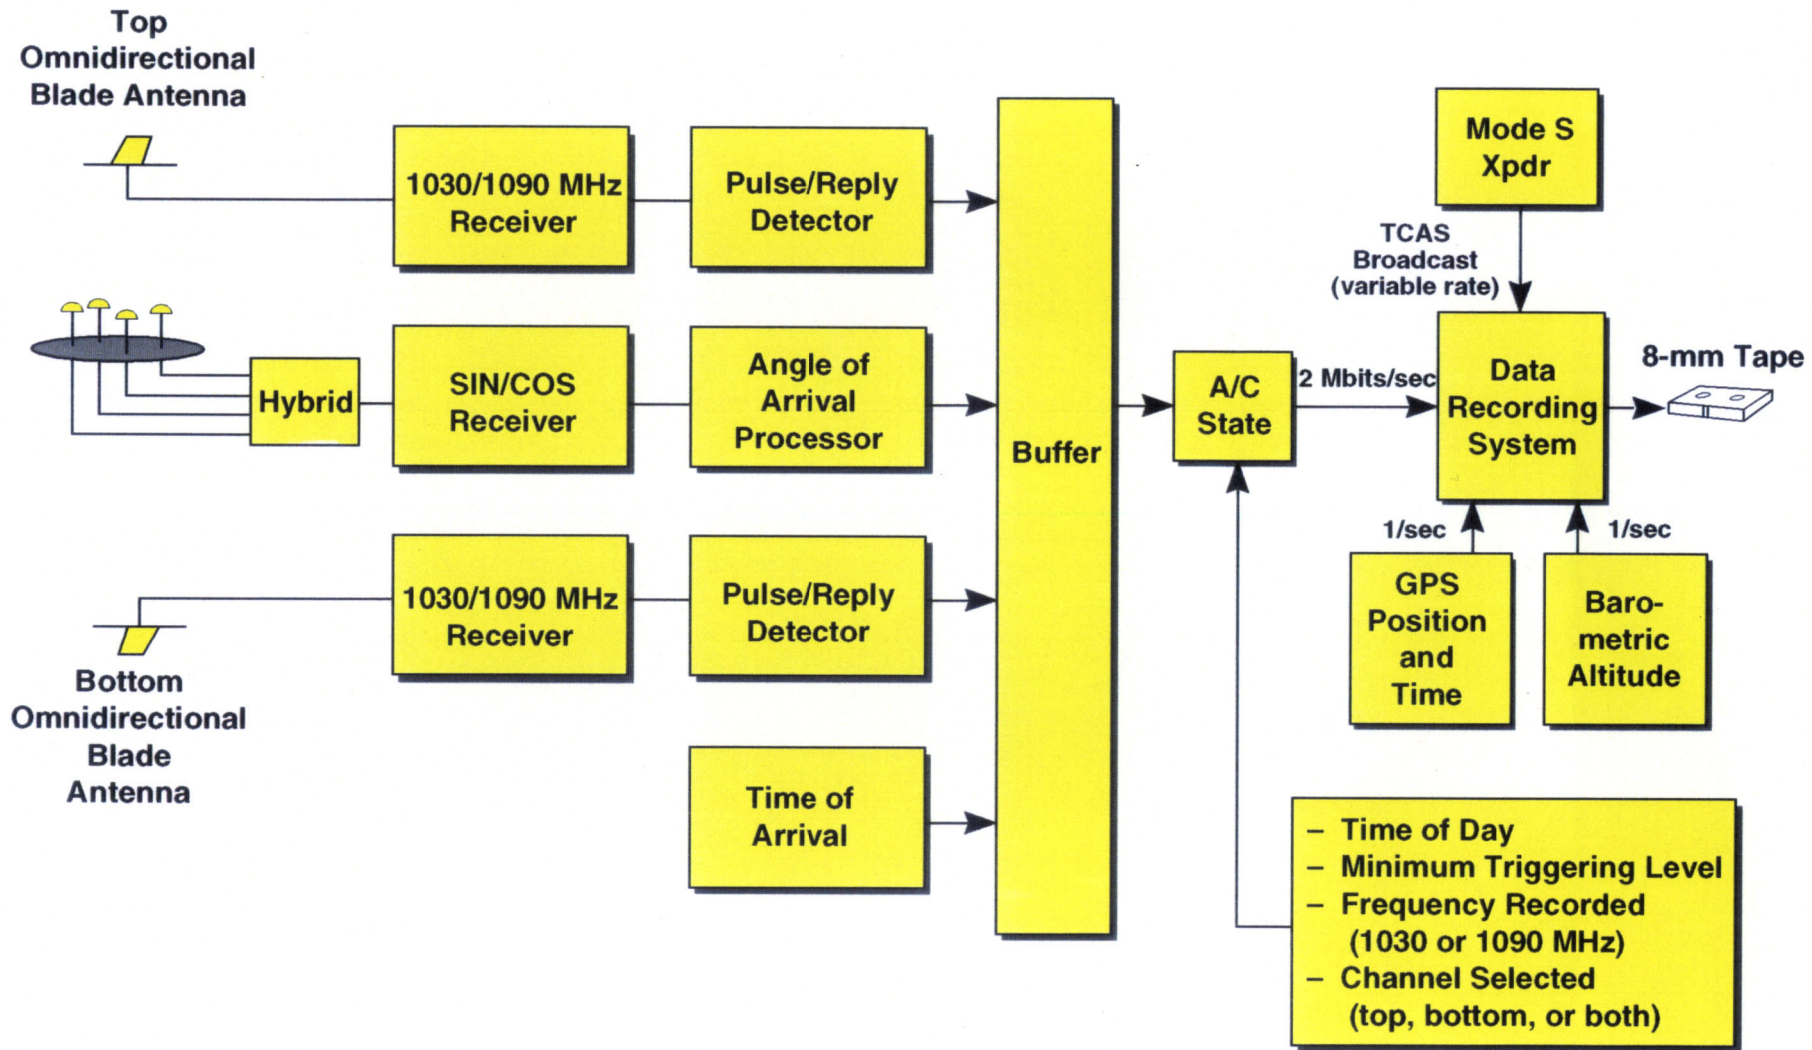 Top
Omnidirectional
Blade Antenna
1030/1090 MHz
Receiver
Pulse/Reply
Detector
Hybrid
SIN/COS
Receiver
Angle of
Arrival
Processor
1030/1090 MHz
Receiver
Pulse/Reply
Detector
Bottom
Omnidirectional
Blade
Antenna
Time of
Arrival
Buffer
A/C
State
2 Mbits/sec
Mode S
Xpdr
TCAS
Broadcast
(variable rate)
Data
Recording
System
8-mm Tape
1/sec
1/sec
GPS
Position
and
Time
Baro-
metric
Altitude
– Time of Day
– Minimum Triggering Level
– Frequency Recorded
(1030 or 1090 MHz)
– Channel Selected
(top, bottom, or both)